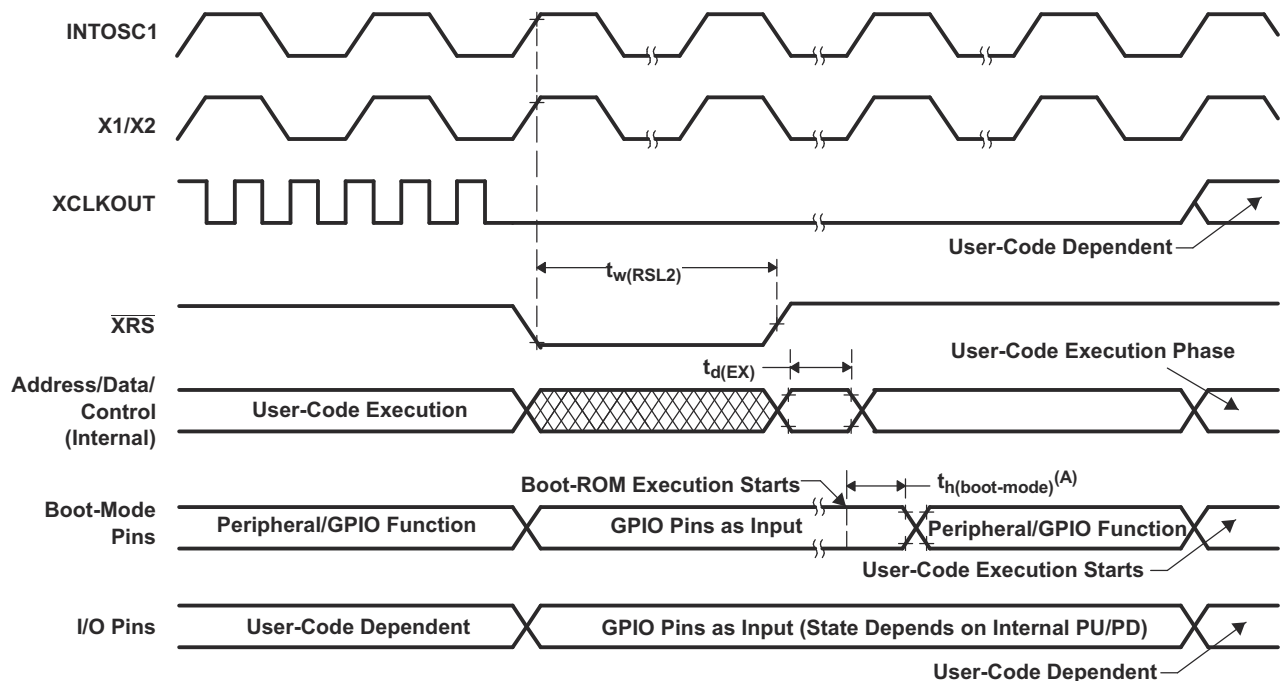 INTOSC1
X1/X2
XCLKOUT
User-Code Dependent
tw(RSL2)
XRS
User-Code Execution Phase
td(EX)
Address/Data/
Control
(Internal)
User-Code Execution
Boot-ROM Execution Starts
th(boot-mode)(A)
Boot-Mode
Pins
Peripheral/GPIO Function
GPIO Pins as Input
Peripheral/GPIO Function
User-Code Execution Starts
I/O Pins
User-Code Dependent
GPIO Pins as Input (State Depends on Internal PU/PD)
User-Code Dependent